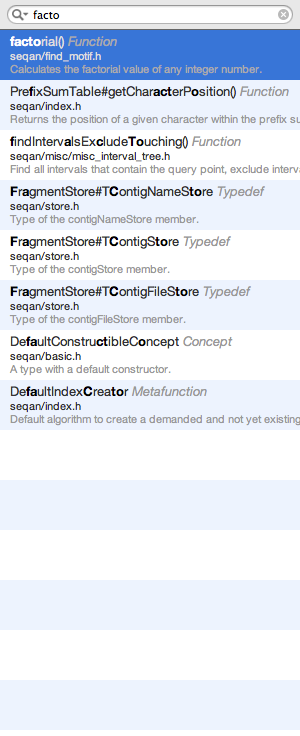 facto
factorial() Function
seqan/find_motif.h
Calculates the factorial value of any integer number.
PrefixSumTable#getCharacterPosition() Function
seqan/index.h
Returns the position of a given character within the prefix su
findIntervalsExcludeTouching() Function
seqan/misc/misc_interval_tree.h
Find all intervals that contain the query point, exclude interv
FragmentStore#TContigNameStore Typedef
seqan/store.h
Type of the contigNameStore member.
FragmentStore#TContigStore Typedef
seqan/store.h
Type of the contigStore member.
FragmentStore#TContigFileStore Typedef
seqan/store.h
Type of the contigFileStore member.
DefaultConstructibleConcept Concept
seqan/basic.h
A type with a default constructor.
DefaultIndexCreator Metafunction
seqan/index.h
Default algorithm to create a demanded and not yet existing